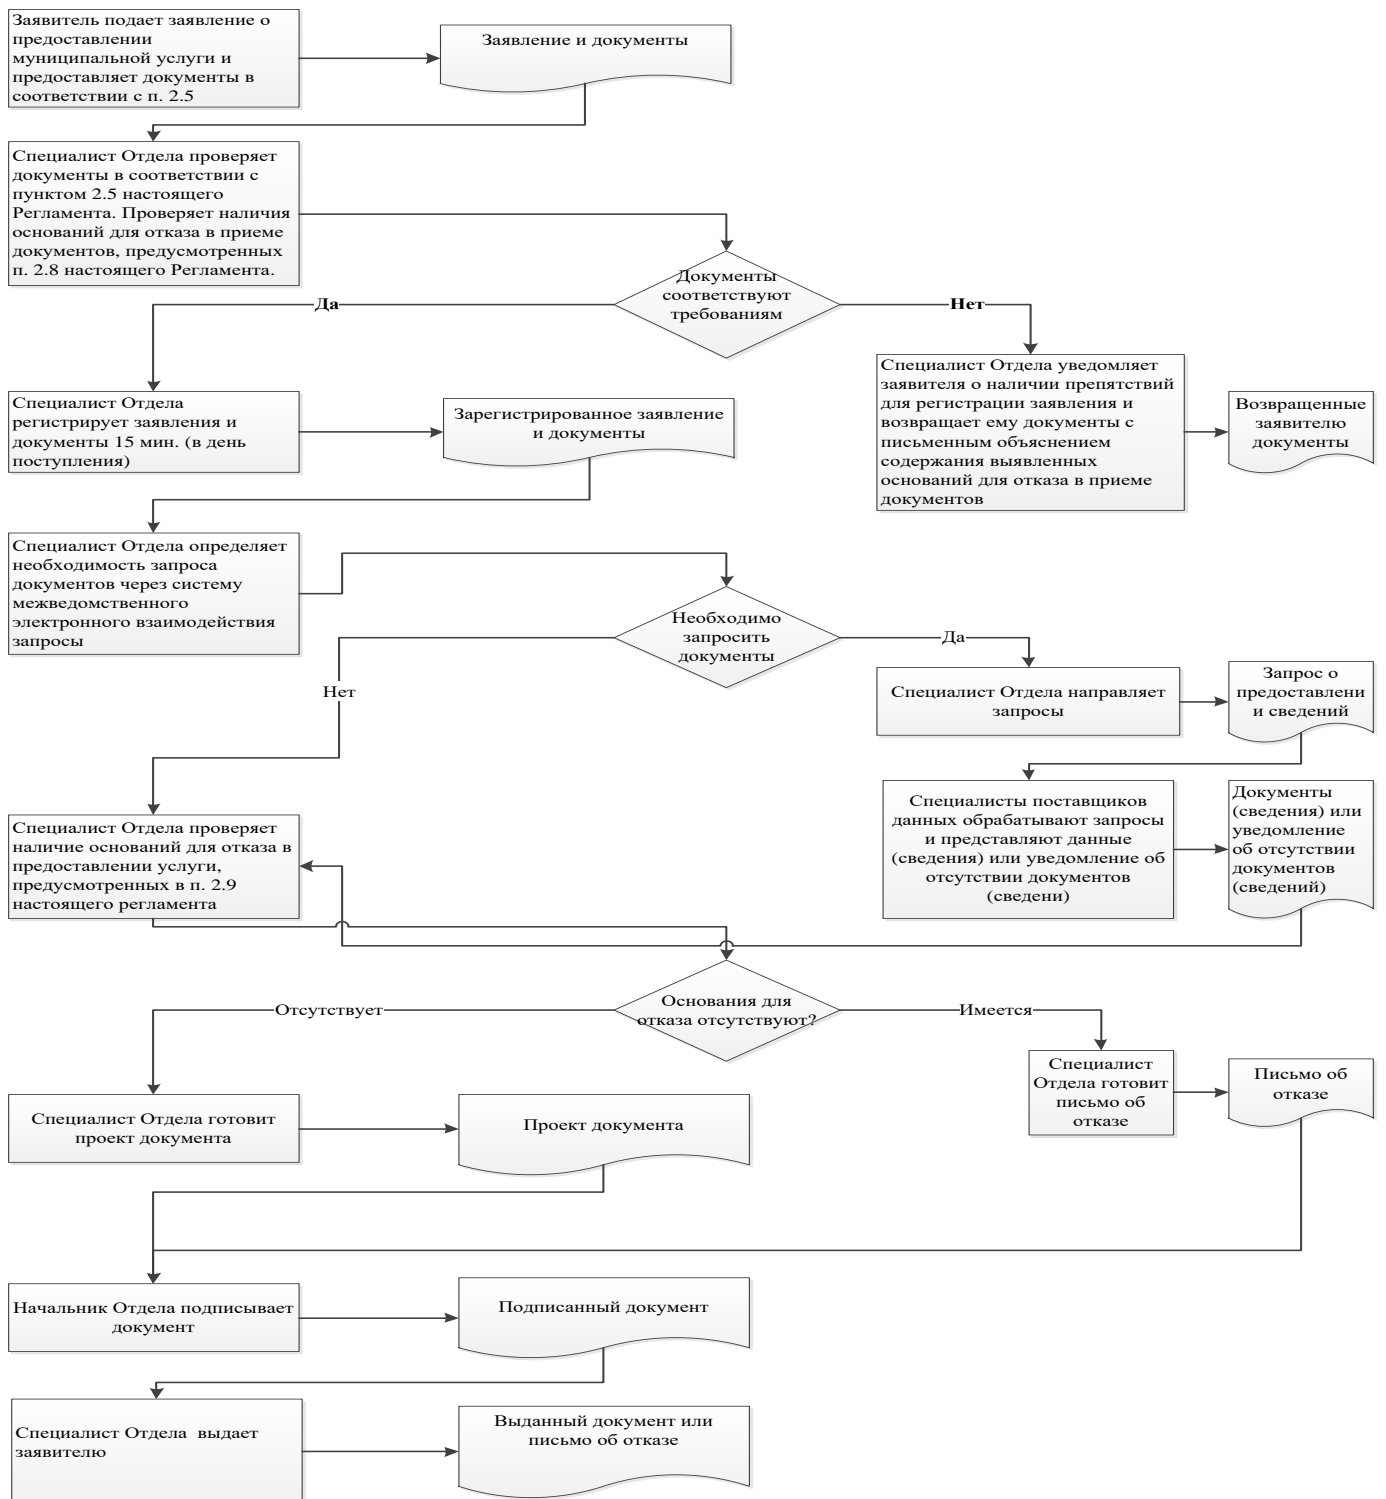 Заявитель подает заявление о
предоставлении
муниципальной услуги и
предоставляет документы в
соответствии с п. 2.5
Заявление и документы
Специалист Отдела проверяет
документы в соответствии с
пунктом 2.5 настоящего
Регламента. Проверяет наличия
оснований для отказа в приеме
документов, предусмотренных
п. 2.8 настоящего Регламента.
Документы
соответствуют
требованиям
Да
Нет
Специалист Отдела уведомляет
заявителя о наличии препятствий
для регистрации заявления и
возвращает ему документы с
письменным объяснением
содержания выявленных
оснований для отказа в приеме
документов
Возвращенные
заявителю
документы
Специалист Отдела
регистрирует заявления и
документы 15 мин. (в день
поступления)
Зарегистрированное заявление
и документы
Специалист Отдела определяет
необходимость запроса
документов через систему
межведомственного
электронного взаимодействия
запросы
Необходимо
запросить
документы
Да
Нет
Специалист Отдела направляет
запросы
Запрос о
предоставлени
и сведений
Специалисты поставщиков
данных обрабатывают запросы
и представляют данные
(сведения) или уведомление об
отсутствии документов
(сведени)
Документы
(сведения) или
уведомление
об отсутствии
документов
(сведений)
Специалист Отдела проверяет
наличие оснований для отказа в
предоставлении услуги,
предусмотренных в п. 2.9
настоящего регламента
Основания для
отказа отсутствуют?
Отсутствует
Имеется
Специалист
Отдела готовит
письмо об
отказе
Письмо об
отказе
Специалист Отдела готовит
проект документа
Проект документа
Начальник Отдела подписывает
документ
Подписанный документ
Специалист Отдела  выдает
заявителю
Выданный документ или
письмо об отказе